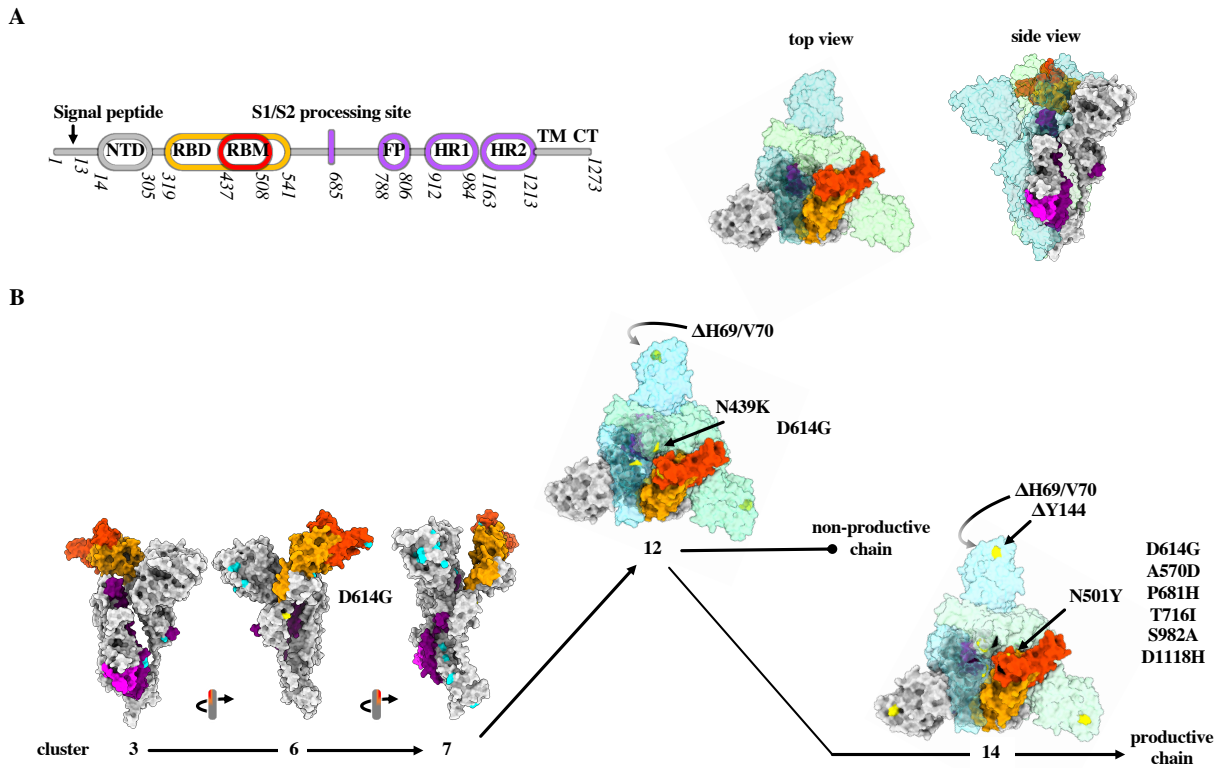 A
top view
side view
Signal peptide
S1/S2 processing site
NTD
RBD
RBM
FP
HR1
HR2
TM CT
1
13
14
305
319
437
508
541
685
788
806
912
984
1163
1213
1273
B
ΔH69/V70
N439K
D614G
12
non-productive
chain
ΔH69/V70
ΔY144
N501Y
D614G
A570D
P681H
T716I
S982A
D1118H
D614G
cluster
3
6
7
14
productive
chain